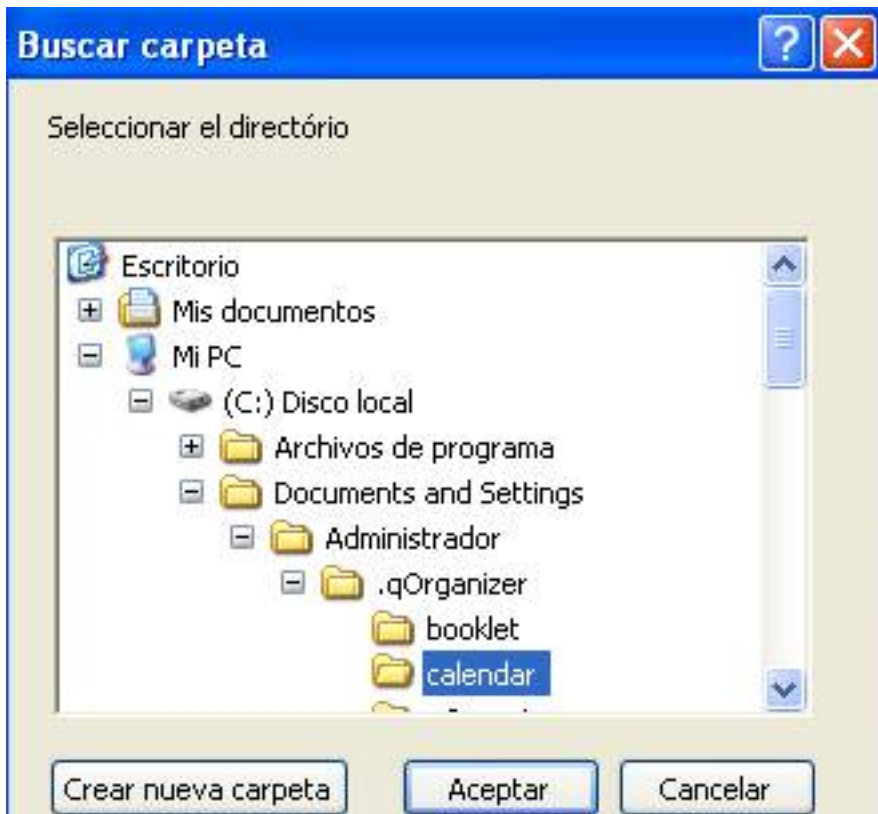 Buscar carpeta
Seleccionar el directório
Escritorio
Mis documentos
Mi PC
(C:) Disco local
Archivos de programa
Documents and Settings
Administrador
.qOrganizer
booklet
calendar
Crear nueva carpeta Aceptar Cancelar